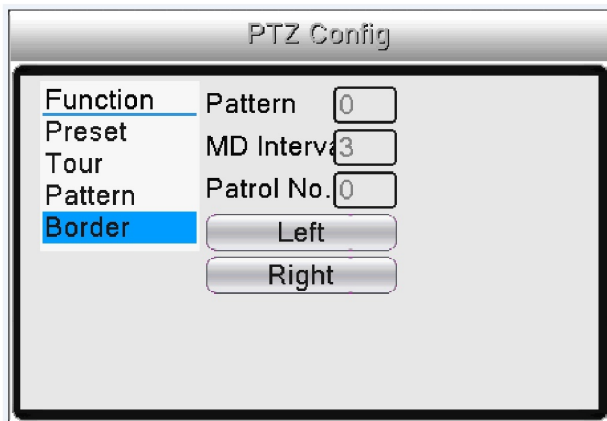 PTZ Config
Function
Preset
Tour
Pattern
Border
Pattern 0
MD Interva 3
Patrol No. 0
Left
Right